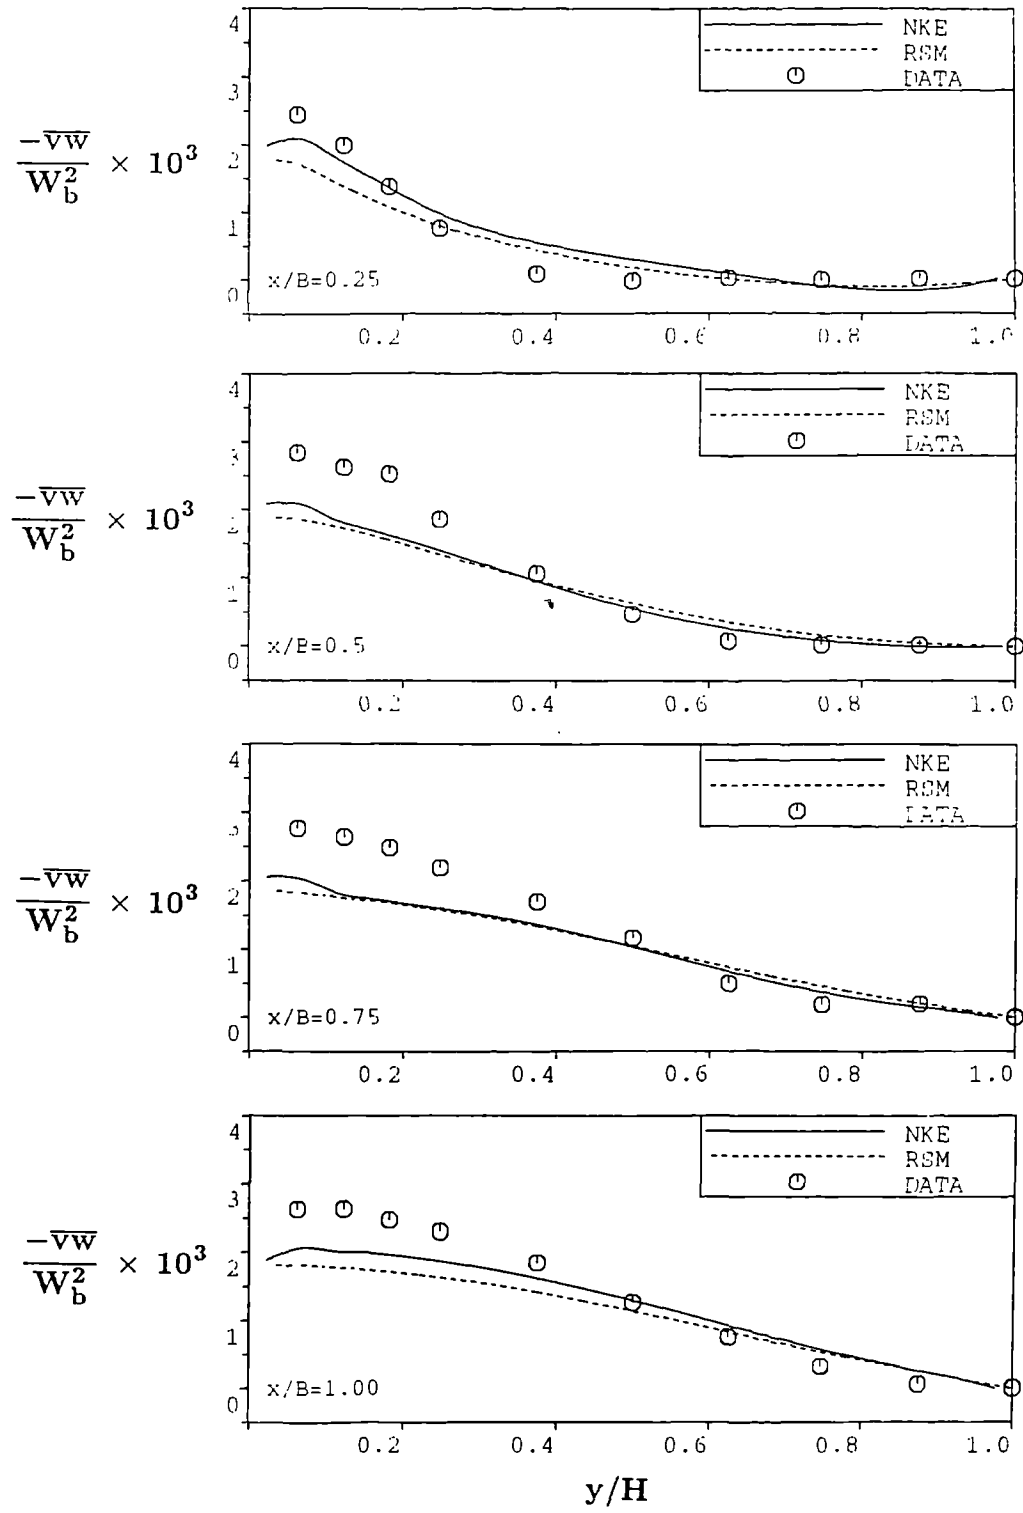 4
NKE
RSM
DATA
3
−vw / W_b^2 × 10^3
2
1
x/B=0.25
0
0.2 0.4 0.6 0.8 1.0
4
NKE
RSM
DATA
3
−vw / W_b^2 × 10^3
2
1
x/B=0.5
0
0.2 0.4 0.6 0.8 1.0
4
NKE
RSM
DATA
3
−vw / W_b^2 × 10^3
2
1
x/B=0.75
0
0.2 0.4 0.6 0.8 1.0
4
NKE
RSM
DATA
3
−vw / W_b^2 × 10^3
2
1
x/B=1.00
0
0.2 0.4 0.6 0.8 1.0
y/H